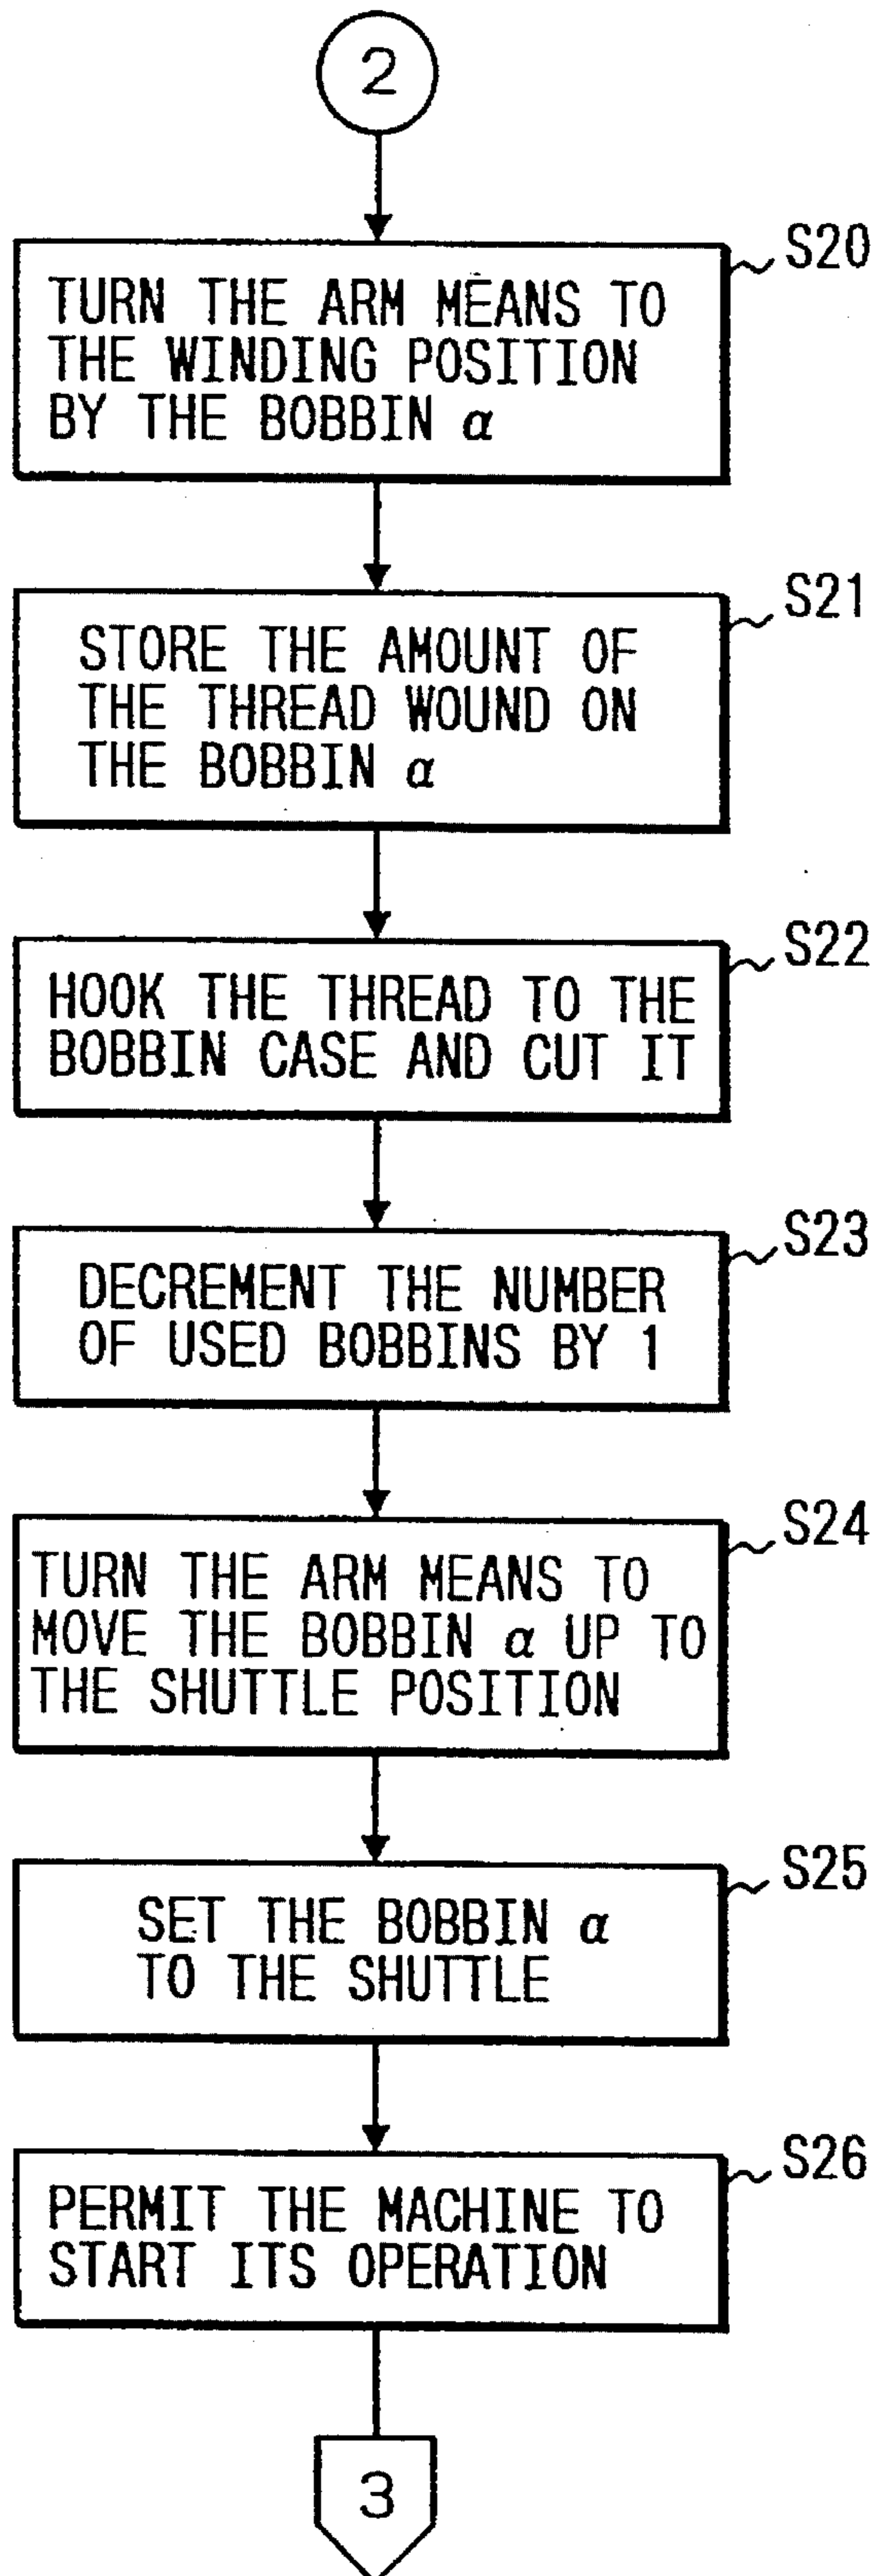 2
S20
TURN THE ARM MEANS TO
THE WINDING POSITION
BY THE BOBBIN α
S21
STORE THE AMOUNT OF
THE THREAD WOUND ON
THE BOBBIN α
S22
HOOK THE THREAD TO THE
BOBBIN CASE AND CUT IT
S23
DECREMENT THE NUMBER
OF USED BOBBINS BY 1
S24
TURN THE ARM MEANS TO
MOVE THE BOBBIN α UP TO
THE SHUTTLE POSITION
S25
SET THE BOBBIN α
TO THE SHUTTLE
S26
PERMIT THE MACHINE TO
START ITS OPERATION
3